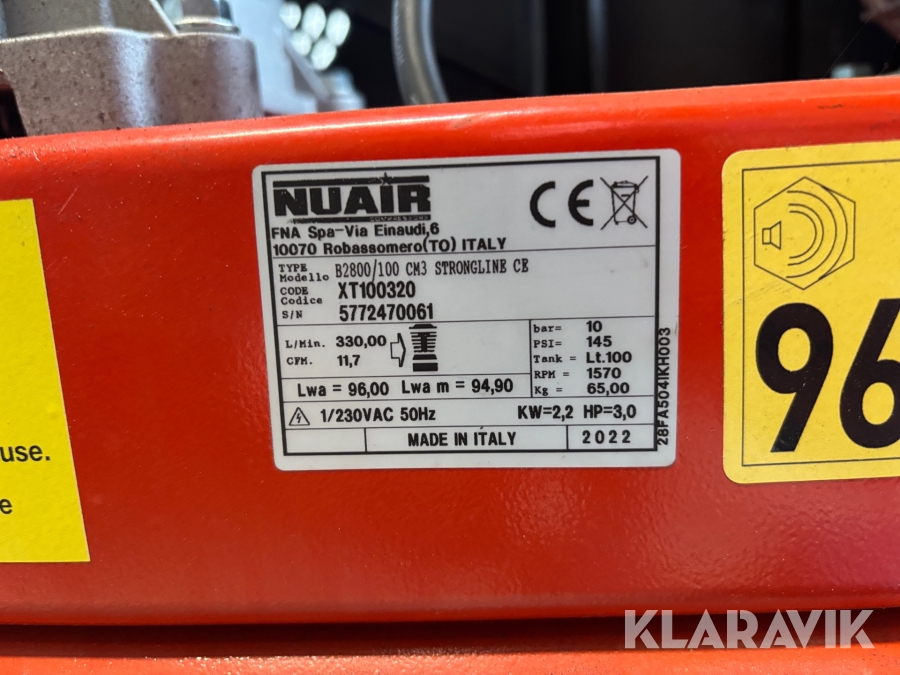 NUAIR
FNA Spa-Via Einaudi,6
10070 Robassomero(TO) ITALY
TYPE
Modello B2800/100 CM3 STRONGLINE CE
CODE
Codice XT100320
S/N 5772470061
L/Min. 330,00
CFM. 11,7
bar= 10
PSI= 145
Tank = Lt.100
RPM = 1570
Kg = 65,00
Lwa = 96,00 Lwa m = 94,90
1/230VAC 50Hz KW=2,2 HP=3,0
MADE IN ITALY 2022
28FA504IKH003
96
use.
e
KLARAVIK